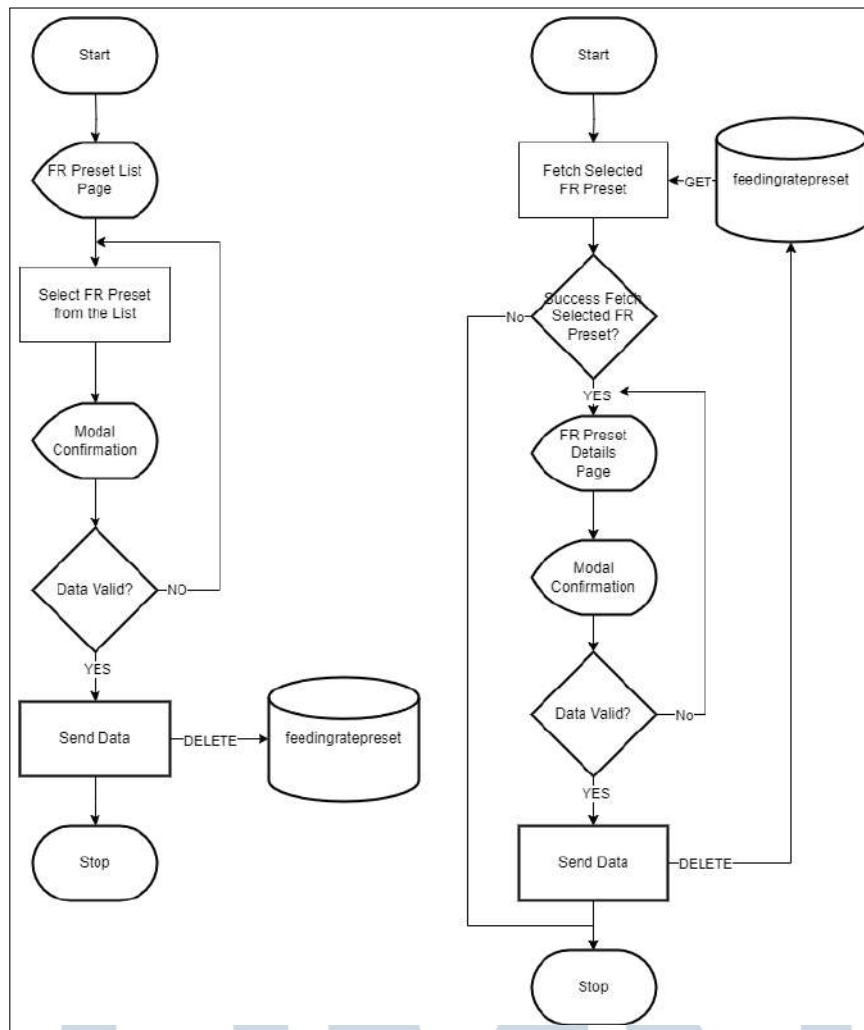 Start
FR Preset List
Page
Select FR Preset
from the List
Modal
Confirmation
Data Valid?
NO
YES
Send Data
DELETE
feedingratepreset
Stop
Start
Fetch Selected
FR Preset
GET
feedingratepreset
Success Fetch
Selected FR
Preset?
No
YES
FR Preset
Details
Page
Modal
Confirmation
Data Valid?
No
YES
Send Data
DELETE
Stop